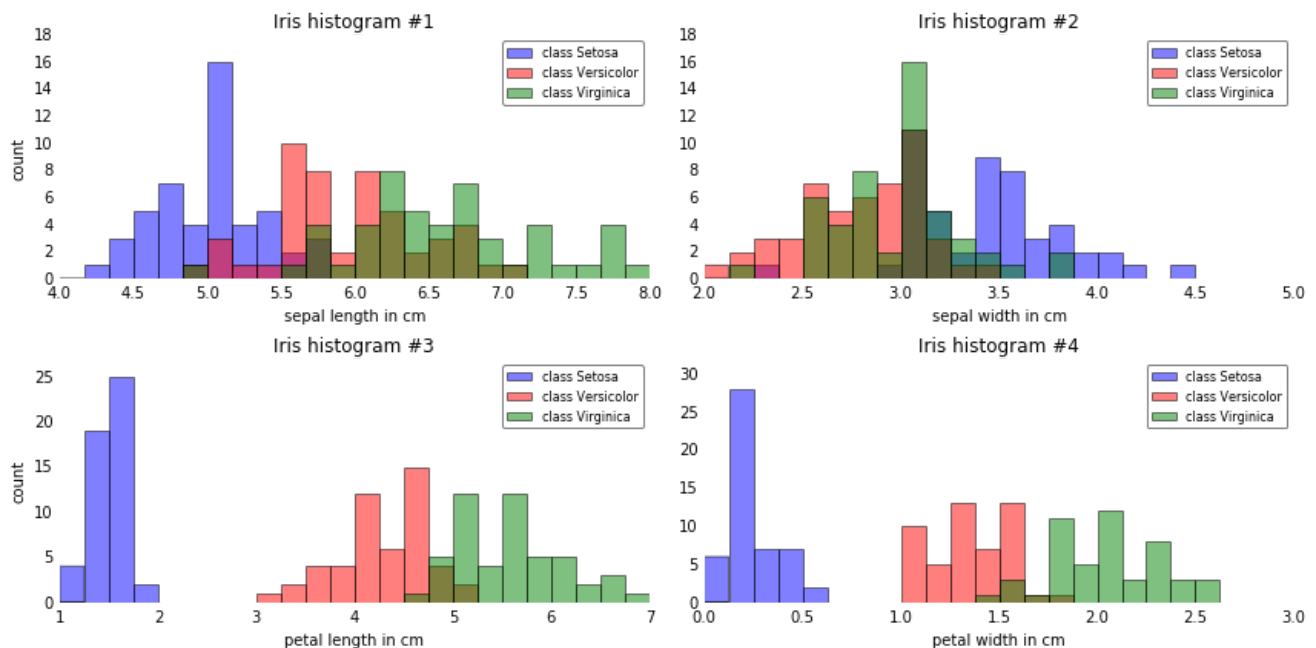 Iris histogram #1
18
16
14
12
10
8
6
4
2
0
count
class Setosa
class Versicolor
class Virginica
4.0 4.5 5.0 5.5 6.0 6.5 7.0 7.5 8.0
sepal length in cm
Iris histogram #2
18
16
14
12
10
8
6
4
2
0
class Setosa
class Versicolor
class Virginica
2.0 2.5 3.0 3.5 4.0 4.5 5.0
sepal width in cm
Iris histogram #3
25
20
15
10
5
0
count
class Setosa
class Versicolor
class Virginica
1 2 3 4 5 6 7
petal length in cm
Iris histogram #4
30
25
20
15
10
5
0
class Setosa
class Versicolor
class Virginica
0.0 0.5 1.0 1.5 2.0 2.5 3.0
petal width in cm